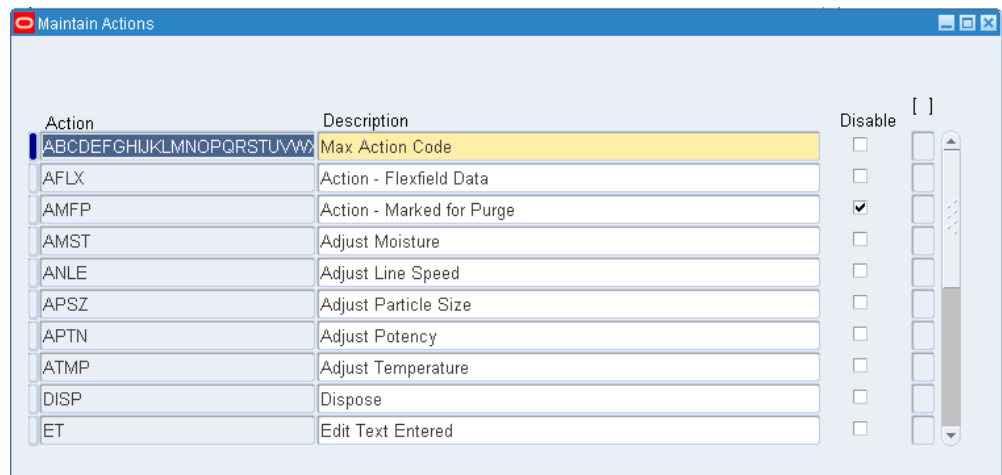 Maintain Actions
[ ]
Action Description Disable
ABCDEFGHIJKLMNOPQRSTUVWX Max Action Code
AFLX Action - Flexfield Data
AMFP Action - Marked for Purge
AMST Adjust Moisture
ANLE Adjust Line Speed
APSZ Adjust Particle Size
APTN Adjust Potency
ATMP Adjust Temperature
DISP Dispose
ET Edit Text Entered